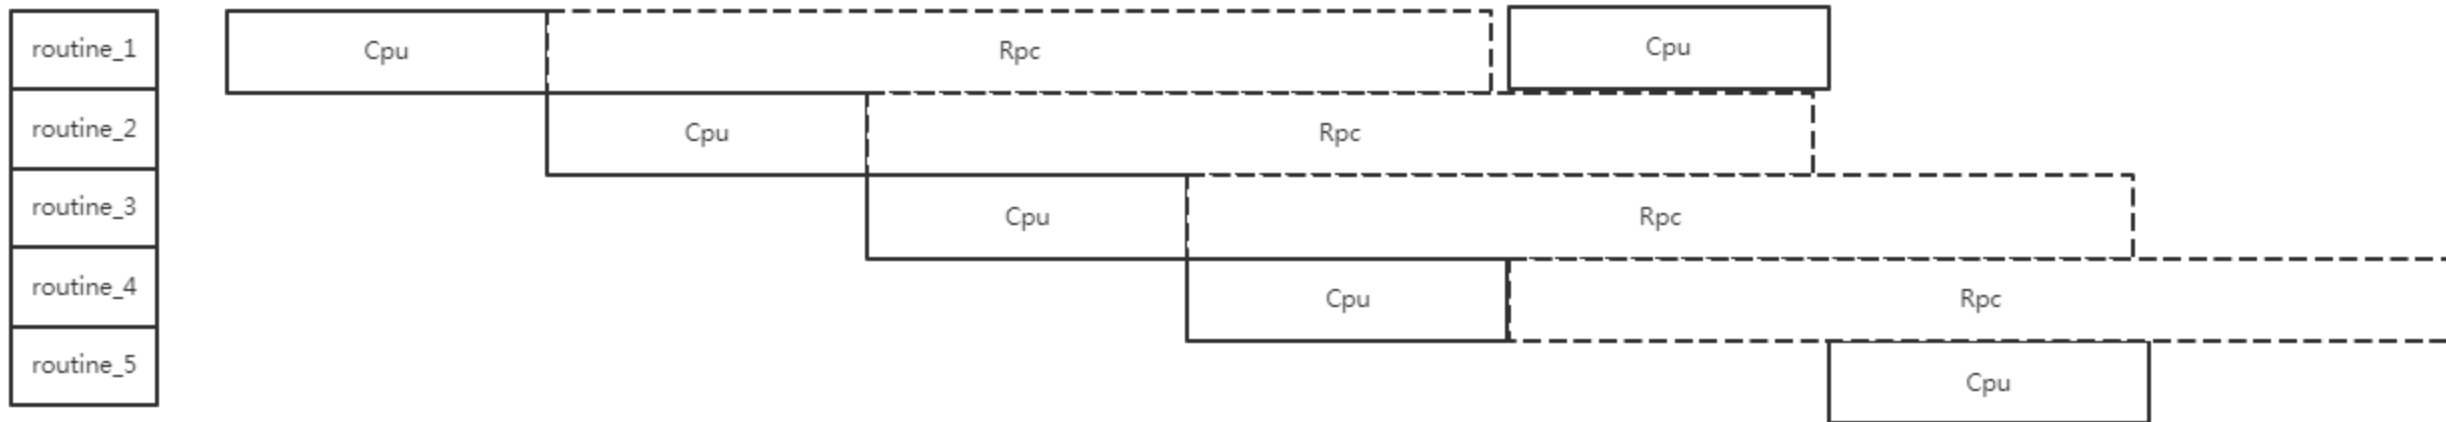 routine_1 Cpu Rpc Cpu
routine_2 Cpu Rpc
routine_3 Cpu Rpc
routine_4 Cpu Rpc
routine_5 Cpu